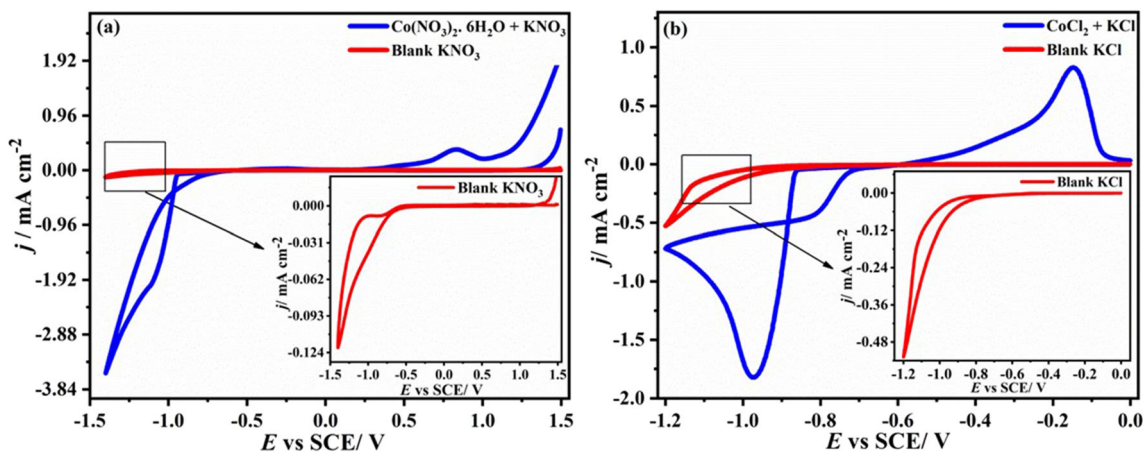 (a)
Co(NO3)2. 6H2O + KNO3
Blank KNO3
1.92
0.96
0.00
-0.96
-1.92
-2.88
-3.84
j/ mA cm-2
-1.5 -1.0 -0.5 0.0 0.5 1.0 1.5
E vs SCE/ V
Blank KNO3
0.000
-0.031
-0.062
-0.093
-0.124
j/ mA cm-2
-1.5 -1.0 -0.5 0.0 0.5 1.0 1.5
E vs SCE/ V
(b)
CoCl2 + KCl
Blank KCl
1.0
0.5
0.0
-0.5
-1.0
-1.5
-2.0
j/ mA cm-2
-1.2 -1.0 -0.8 -0.6 -0.4 -0.2 0.0
E vs SCE/ V
Blank KCl
0.00
-0.12
-0.24
-0.36
-0.48
j/ mA cm-2
-1.2 -1.0 -0.8 -0.6 -0.4 -0.2 0.0
E vs SCE/ V